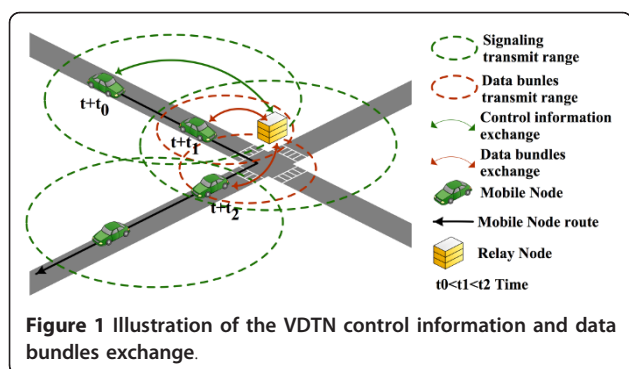 t+t0
t+t1
t+t2
Signaling
transmit range
Data bunles
transmit range
Control information
exchange
Data bundles
exchange
Mobile Node
Mobile Node route
Relay Node
t0<t1<t2 Time
Figure 1 Illustration of the VDTN control information and data
bundles exchange.